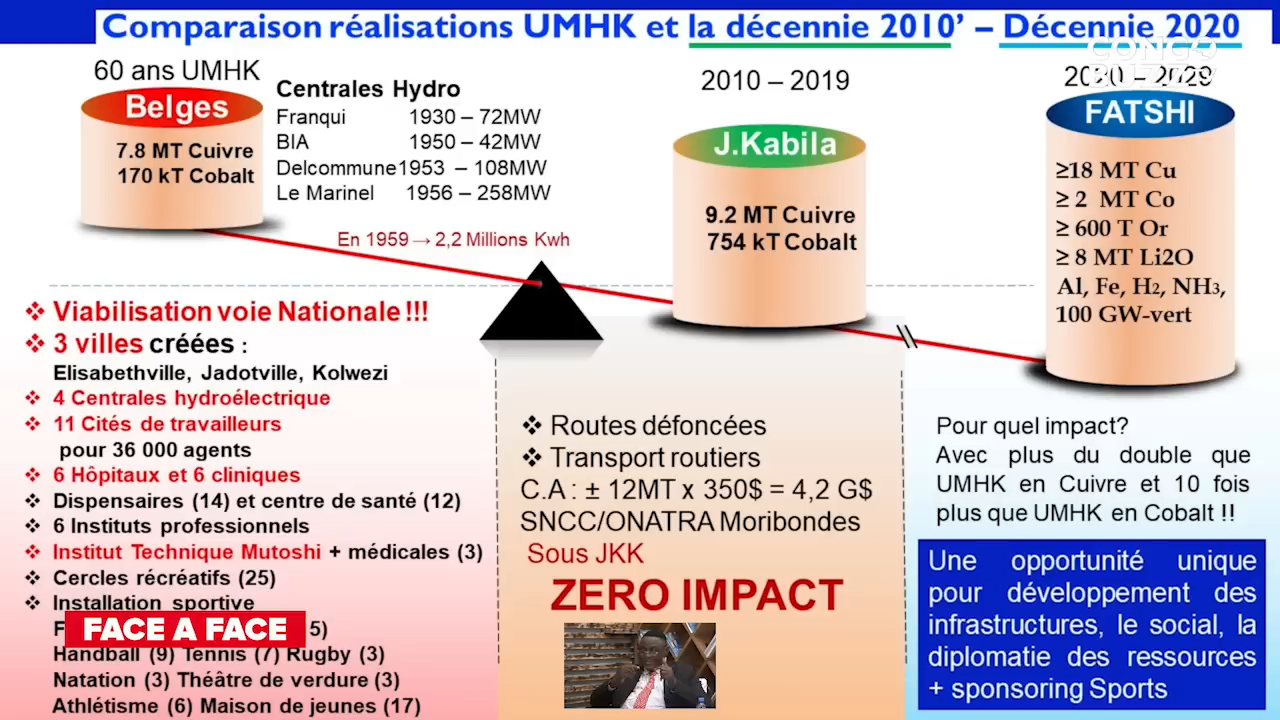 Comparaison réalisations UMHK et la décennie 2010’ – Décennie 2020
CONGO
BUZZTV
60 ans UMHK
Belges
7.8 MT Cuivre
170 kT Cobalt
Centrales Hydro
Franqui 1930 – 72MW
BIA 1950 – 42MW
Delcommune 1953 – 108MW
Le Marinel 1956 – 258MW
En 1959 → 2,2 Millions Kwh
2010 – 2019
J.Kabila
9.2 MT Cuivre
754 kT Cobalt
2020 – 2029
FATSHI
≥18 MT Cu
≥ 2 MT Co
≥ 600 T Or
≥ 8 MT Li2O
Al, Fe, H2, NH3,
100 GW-vert
❖ Viabilisation voie Nationale !!!
❖ 3 villes créées :
Elisabethville, Jadotville, Kolwezi
❖ 4 Centrales hydroélectrique
❖ 11 Cités de travailleurs
pour 36 000 agents
❖ 6 Hôpitaux et 6 cliniques
❖ Dispensaires (14) et centre de santé (12)
❖ 6 Instituts professionnels
❖ Institut Technique Mutoshi + médicales (3)
❖ Cercles récréatifs (25)
❖ Installation sportive
5)
FACE A FACE
Handball (9) Tennis (7) Rugby (3)
Natation (3) Théâtre de verdure (3)
Athlétisme (6) Maison de jeunes (17)
❖ Routes défoncées
❖ Transport routiers
C.A : ± 12MT x 350$ = 4,2 G$
SNCC/ONATRA Moribondes
Sous JKK
ZERO IMPACT
Pour quel impact?
Avec plus du double que
UMHK en Cuivre et 10 fois
plus que UMHK en Cobalt !!
Une opportunité unique
pour développement des
infrastructures, le social, la
diplomatie des ressources
+ sponsoring Sports